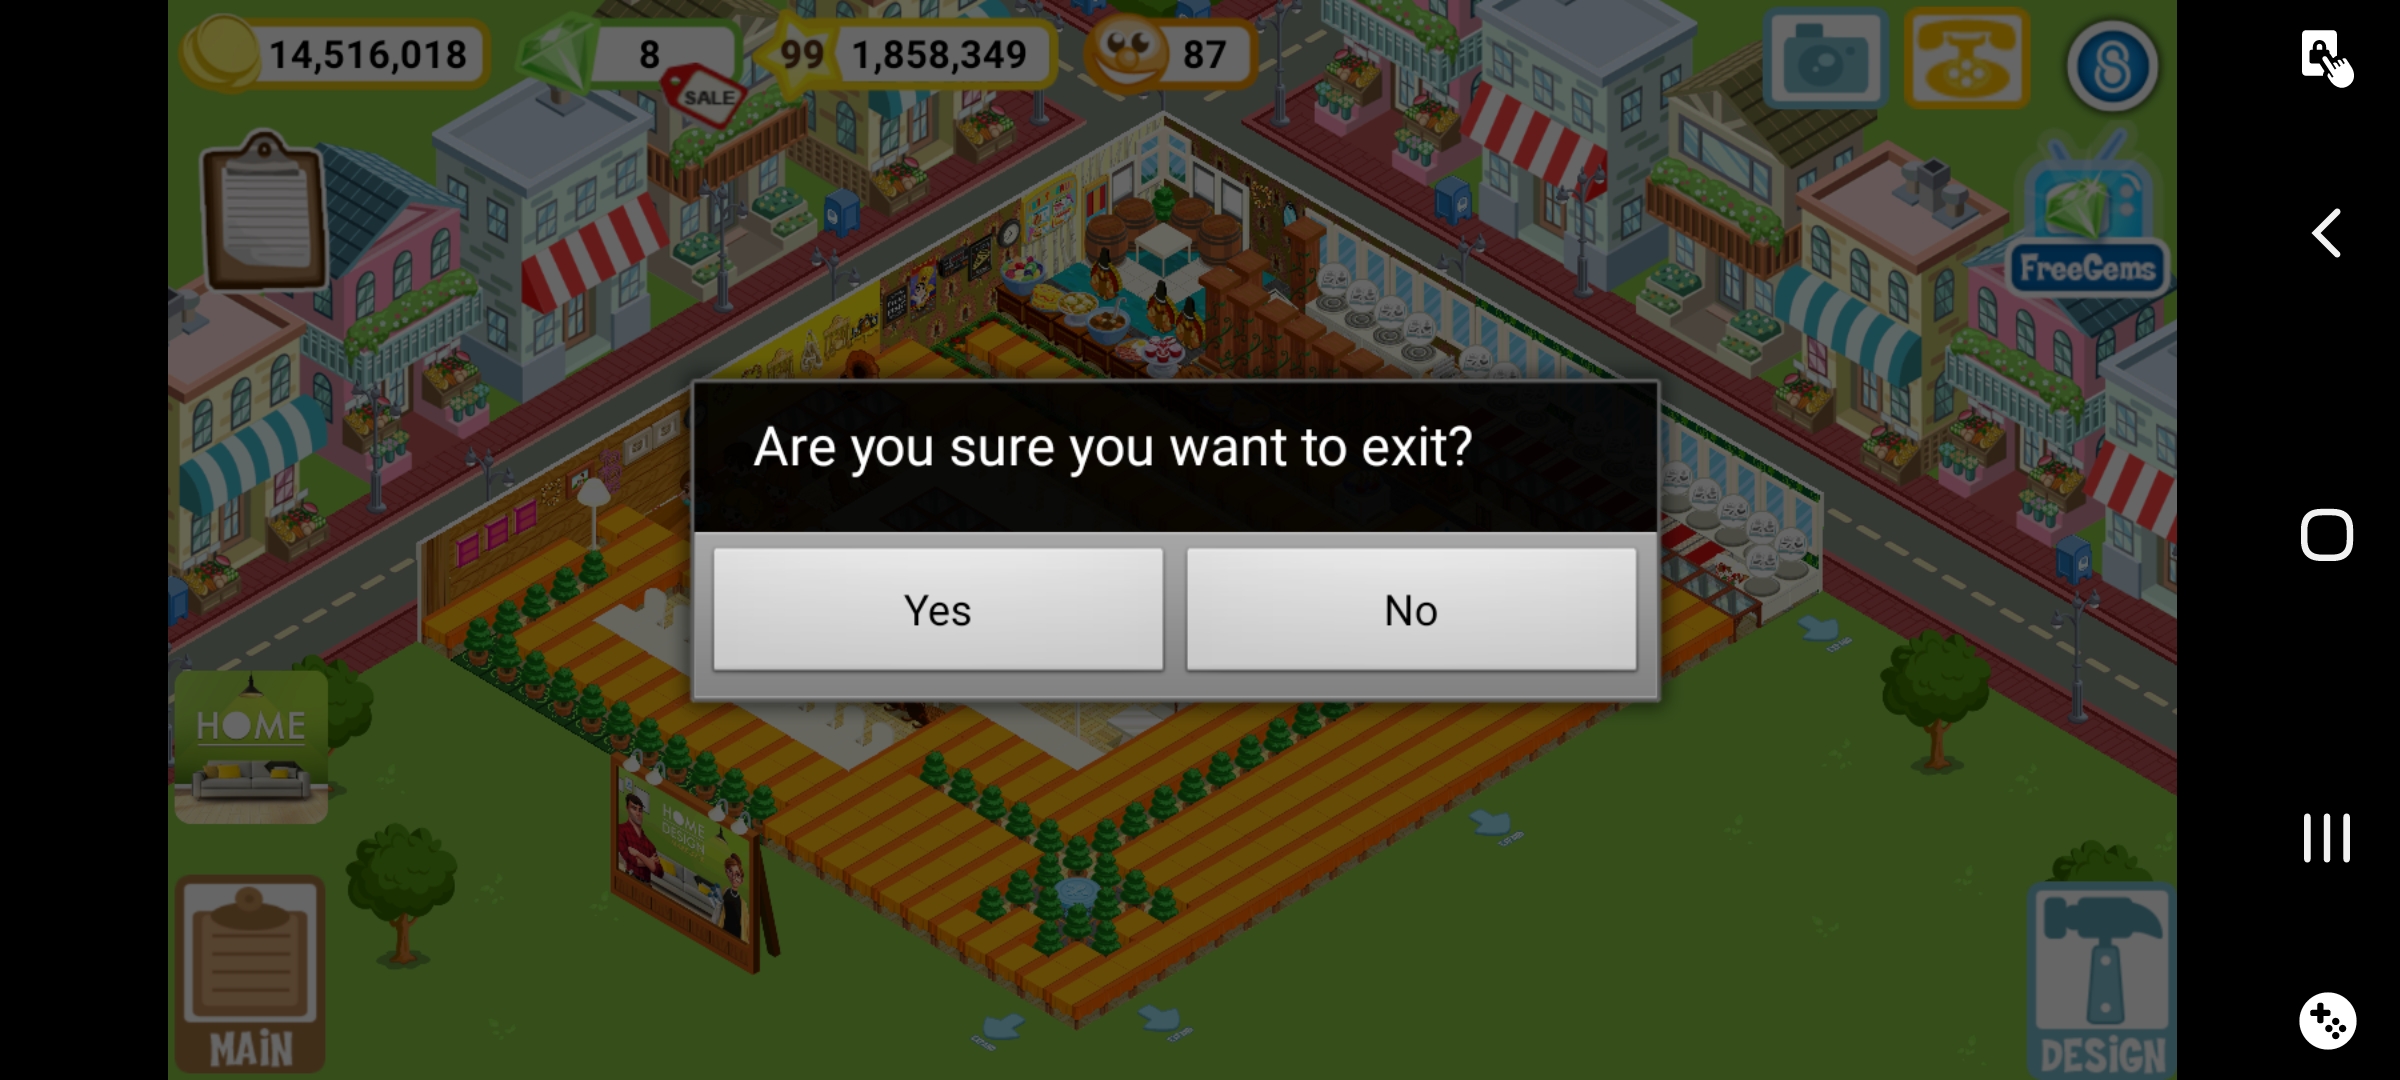 14,516,018
8
99
1,858,349
87
SALE
FreeGems
Are you sure you want to exit?
Yes
No
HOME
HOME
DESIGN
MAIN
DESIGN